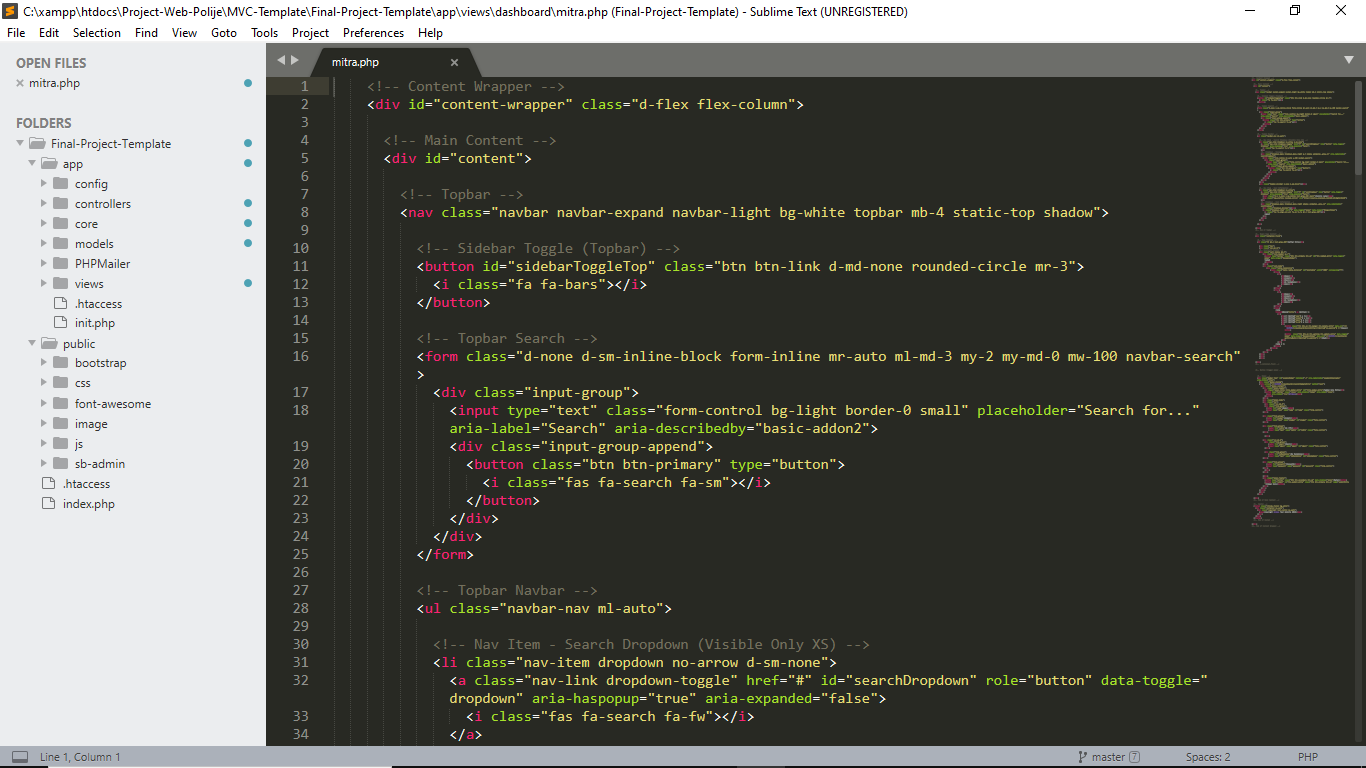 C:\xampp\htdocs\Project-Web-Polije\MVC-Template\Final-Project-Template\app\views\dashboard\mitra.php (Final-Project-Template) - Sublime Text (UNREGISTERED)
File Edit Selection Find View Goto Tools Project Preferences Help
OPEN FILES
mitra.php
FOLDERS
Final-Project-Template
app
config
controllers
core
models
PHPMailer
views
.htaccess
init.php
public
bootstrap
css
font-awesome
image
js
sb-admin
.htaccess
index.php
mitra.php
1 <!-- Content Wrapper -->
2 <div id="content-wrapper" class="d-flex flex-column">
3
4 <!-- Main Content -->
5 <div id="content">
6
7 <!-- Topbar -->
8 <nav class="navbar navbar-expand navbar-light bg-white topbar mb-4 static-top shadow">
9
10 <!-- Sidebar Toggle (Topbar) -->
11 <button id="sidebarToggleTop" class="btn btn-link d-md-none rounded-circle mr-3">
12 <i class="fa fa-bars"></i>
13 </button>
14
15 <!-- Topbar Search -->
16 <form class="d-none d-sm-inline-block form-inline mr-auto ml-md-3 my-2 my-md-0 mw-100 navbar-search"
>
17 <div class="input-group">
18 <input type="text" class="form-control bg-light border-0 small" placeholder="Search for..."
aria-label="Search" aria-describedby="basic-addon2">
19 <div class="input-group-append">
20 <button class="btn btn-primary" type="button">
21 <i class="fas fa-search fa-sm"></i>
22 </button>
23 </div>
24 </div>
25 </form>
26
27 <!-- Topbar Navbar -->
28 <ul class="navbar-nav ml-auto">
29
30 <!-- Nav Item - Search Dropdown (Visible Only XS) -->
31 <li class="nav-item dropdown no-arrow d-sm-none">
32 <a class="nav-link dropdown-toggle" href="#" id="searchDropdown" role="button" data-toggle="
dropdown" aria-haspopup="true" aria-expanded="false">
33 <i class="fas fa-search fa-fw"></i>
34 </a>
Line 1, Column 1
master 7
Spaces: 2
PHP